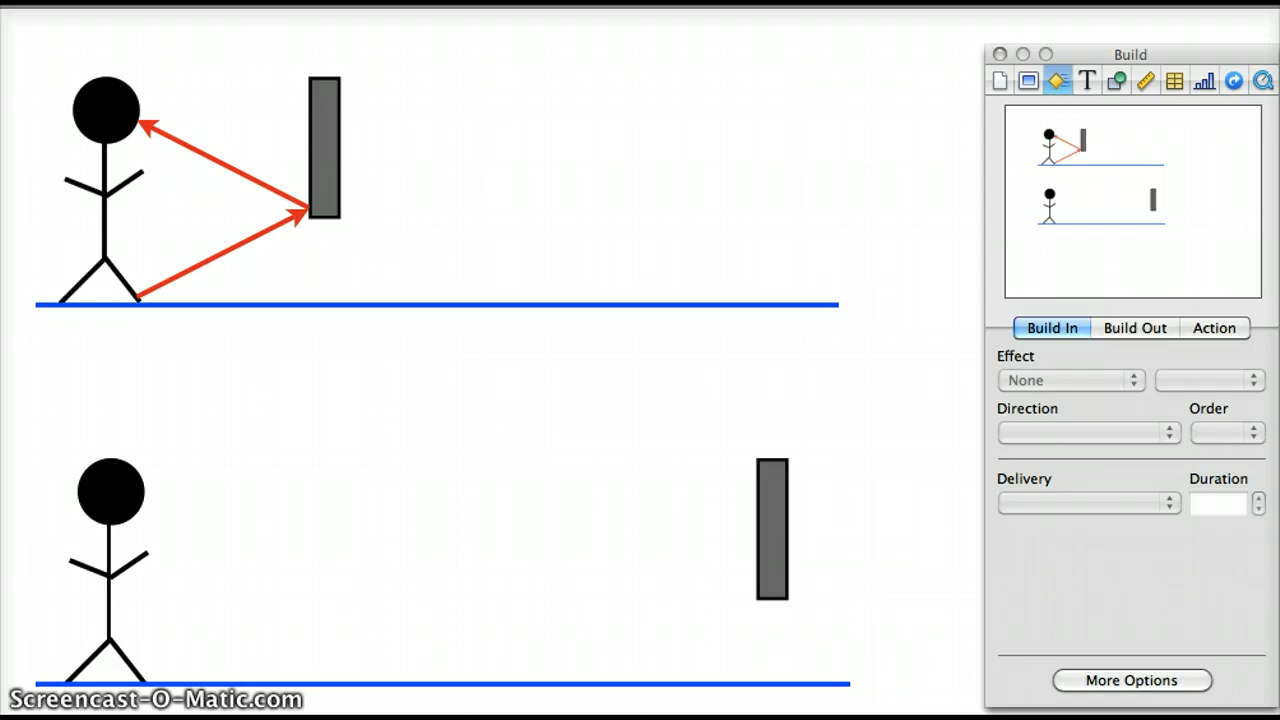 Build
T
Build In Build Out Action
Effect
None
Direction Order
Delivery Duration
More Options
Screencast-O-Matic.com